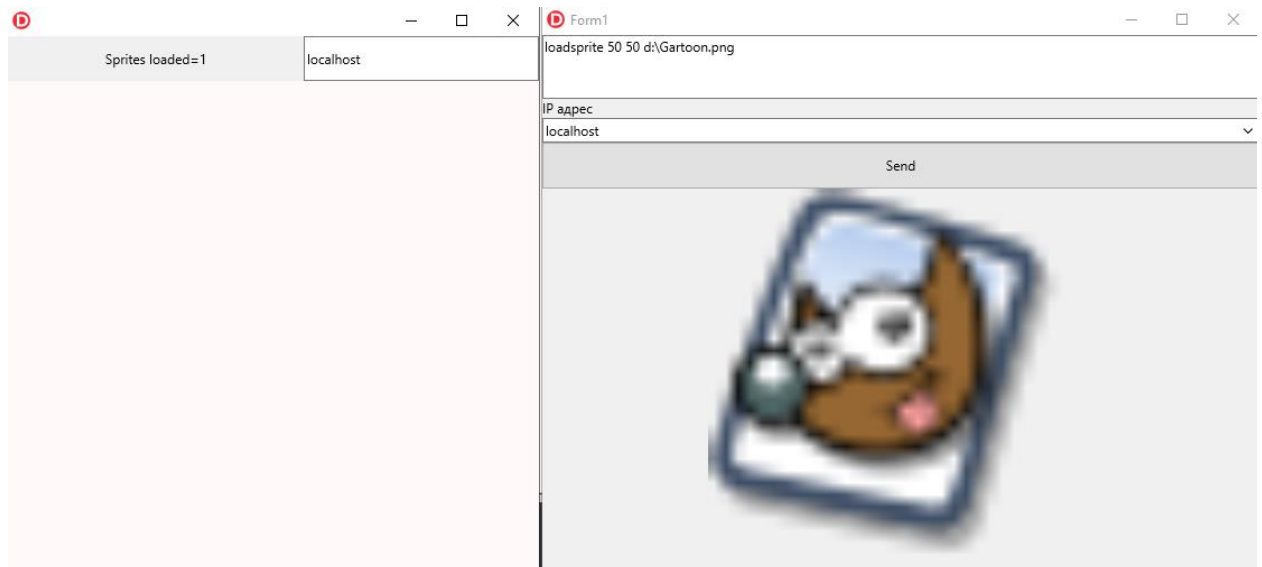 D
Sprites loaded=1
localhost
D Form1
loadsprite 50 50 d:\Gartoon.png
IP адрес
localhost
Send